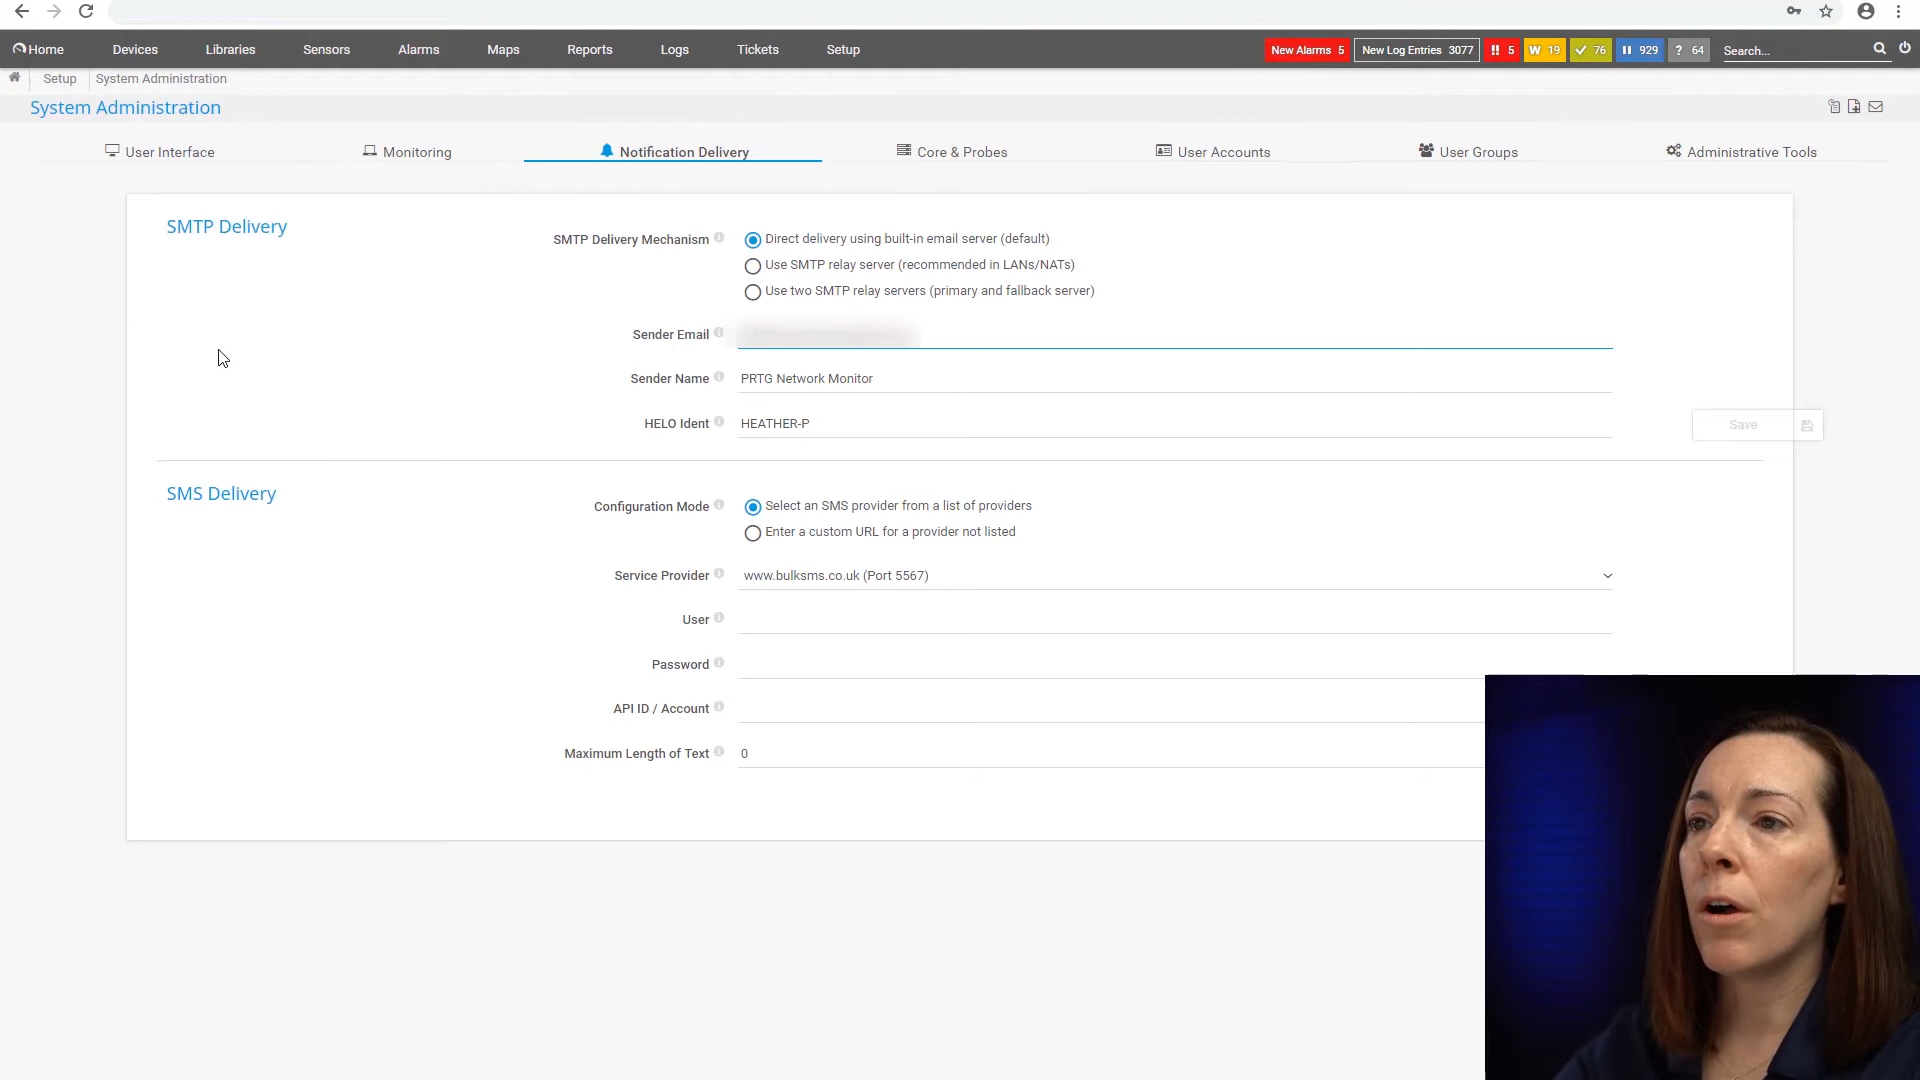 Home Devices Libraries Sensors Alarms Maps Reports Logs Tickets Setup New Alarms 5 New Log Entries 3077 !! 5 W 19 76 929 ? 64 Search...
Setup System Administration
System Administration
User Interface Monitoring Notification Delivery Core & Probes User Accounts User Groups Administrative Tools
SMTP Delivery
SMTP Delivery Mechanism Direct delivery using built-in email server (default)
Use SMTP relay server (recommended in LANs/NATs)
Use two SMTP relay servers (primary and fallback server)
Sender Email
Sender Name PRTG Network Monitor
HELO Ident HEATHER-P
Save
SMS Delivery
Configuration Mode Select an SMS provider from a list of providers
Enter a custom URL for a provider not listed
Service Provider www.bulksms.co.uk (Port 5567)
User
Password
API ID / Account
Maximum Length of Text 0